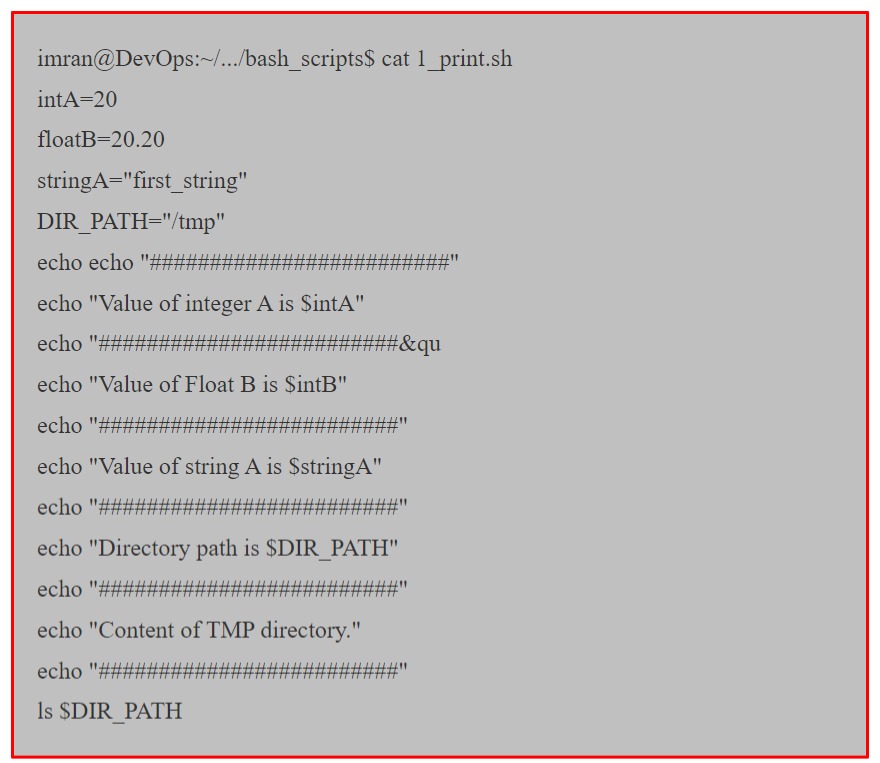 imran@DevOps:~/.../bash_scripts$ cat 1_print.sh
intA=20
floatB=20.20
stringA="first_string"
DIR_PATH="/tmp"
echo echo "#########################"
echo "Value of integer A is $intA"
echo "#########################&qu
echo "Value of Float B is $intB"
echo "#########################"
echo "Value of string A is $stringA"
echo "#########################"
echo "Directory path is $DIR_PATH"
echo "#########################"
echo "Content of TMP directory."
echo "#########################"
ls $DIR_PATH